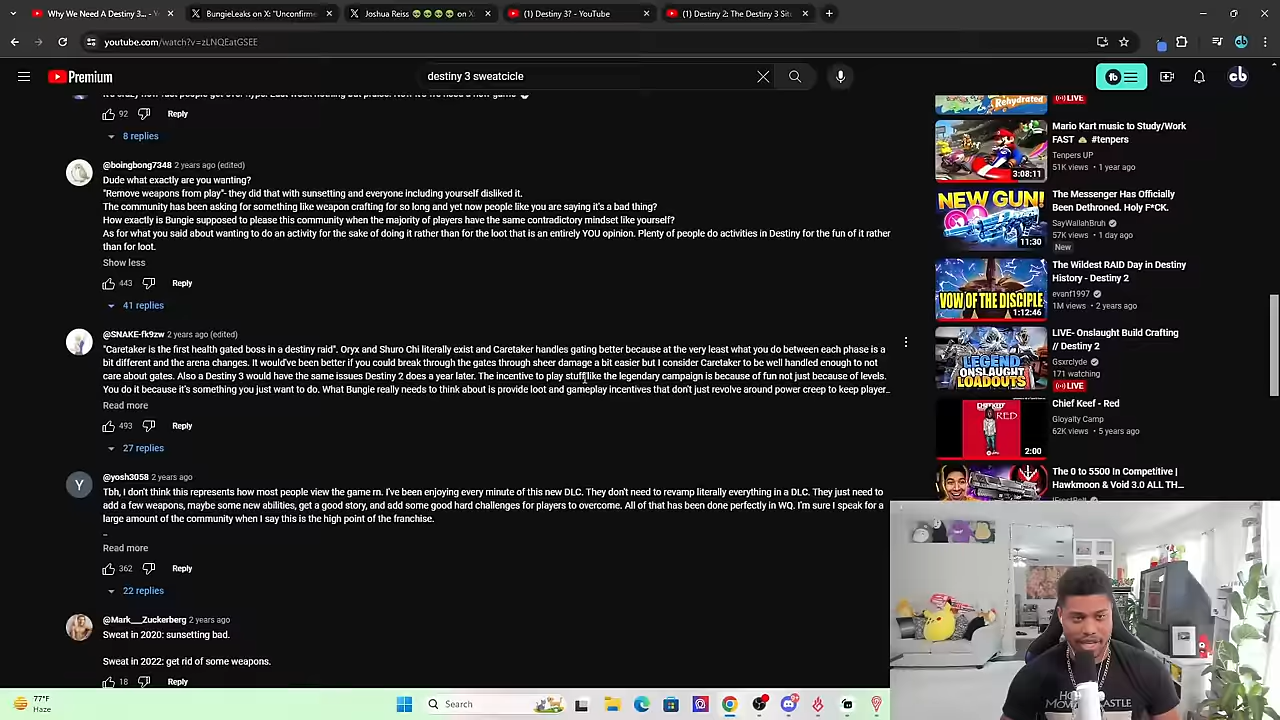 Why We Need A Destiny 3... - Y
BungieLeaks on X: "Unconfirme
Joshua Reiss 👽👽👽👽 on X
(1) Destiny 3? - YouTube
(1) Destiny 2: The Destiny 3 Sit
youtube.com/watch?v=zLNQEatGSEE
Premium
destiny 3 sweatcicle
cb
92
Reply
8 replies
@boingbong7348 2 years ago (edited)
Dude what exactly are you wanting?
"Remove weapons from play"- they did that with sunsetting and everyone including yourself disliked it.
The community has been asking for something like weapon crafting for so long and yet now people like you are saying it's a bad thing?
How exactly is Bungie supposed to please this community when the majority of players have the same contradictory mindset like yourself?
As for what you said about wanting to do an activity for the sake of doing it rather than for the loot that is an entirely YOU opinion. Plenty of people do activities in Destiny for the fun of it rather
than for loot.
Show less
443
Reply
41 replies
@SNAKE-fk9zw 2 years ago (edited)
"Caretaker is the first health gated boss in a destiny raid". Oryx and Shuro Chi literally exist and Caretaker handles gating better because at the very least what you do between each phase is a
bit different and the arena changes. It would've been better if you could break through the gates through sheer damage a bit easier but I consider Caretaker to be well handled enough to not
care about gates. Also a Destiny 3 would have the same issues Destiny 2 does a year later. The incentive to play stuff like the legendary campaign is because of fun not just because of levels.
You do it because it's something you just want to do. What Bungie really needs to think about is provide loot and gameplay incentives that don't just revolve around power creep to keep player...
Read more
493
Reply
27 replies
Y
@yosh3058 2 years ago
Tbh, I don't think this represents how most people view the game rn. I've been enjoying every minute of this new DLC. They don't need to revamp literally everything in a DLC. They just need to
add a few weapons, maybe some new abilities, get a good story, and add some good hard challenges for players to overcome. All of that has been done perfectly in WQ. I'm sure I speak for a
large amount of the community when I say this is the high point of the franchise.
Read more
362
Reply
22 replies
@Mark___Zuckerberg 2 years ago
Sweat in 2020: sunsetting bad.
Sweat in 2022: get rid of some weapons.
18
Reply
Rehydrated
LIVE
Mario Kart music to Study/Work
FAST #tenpers
Tenpers UP
51K views • 1 year ago
3:08:11
NEW GUN!
11:30
The Messenger Has Officially
Been Dethroned. Holy F*CK.
SayWallahBruh
57K views • 1 day ago
New
VOW OF THE DISCIPLE
1:12:46
The Wildest RAID Day in Destiny
History - Destiny 2
evanf1997
1M views • 2 years ago
LEGEND
ONSLAUGHT
LOADOUTS
LIVE- Onslaught Build Crafting
// Destiny 2
Gsxrclyde
171 watching
LIVE
RED
2:00
Chief Keef - Red
Gloyalty Camp
62K views • 5 years ago
The 0 to 5500 In Competitive |
Hawkmoon & Void 3.0 ALL TH...
77°F
Haze
Search